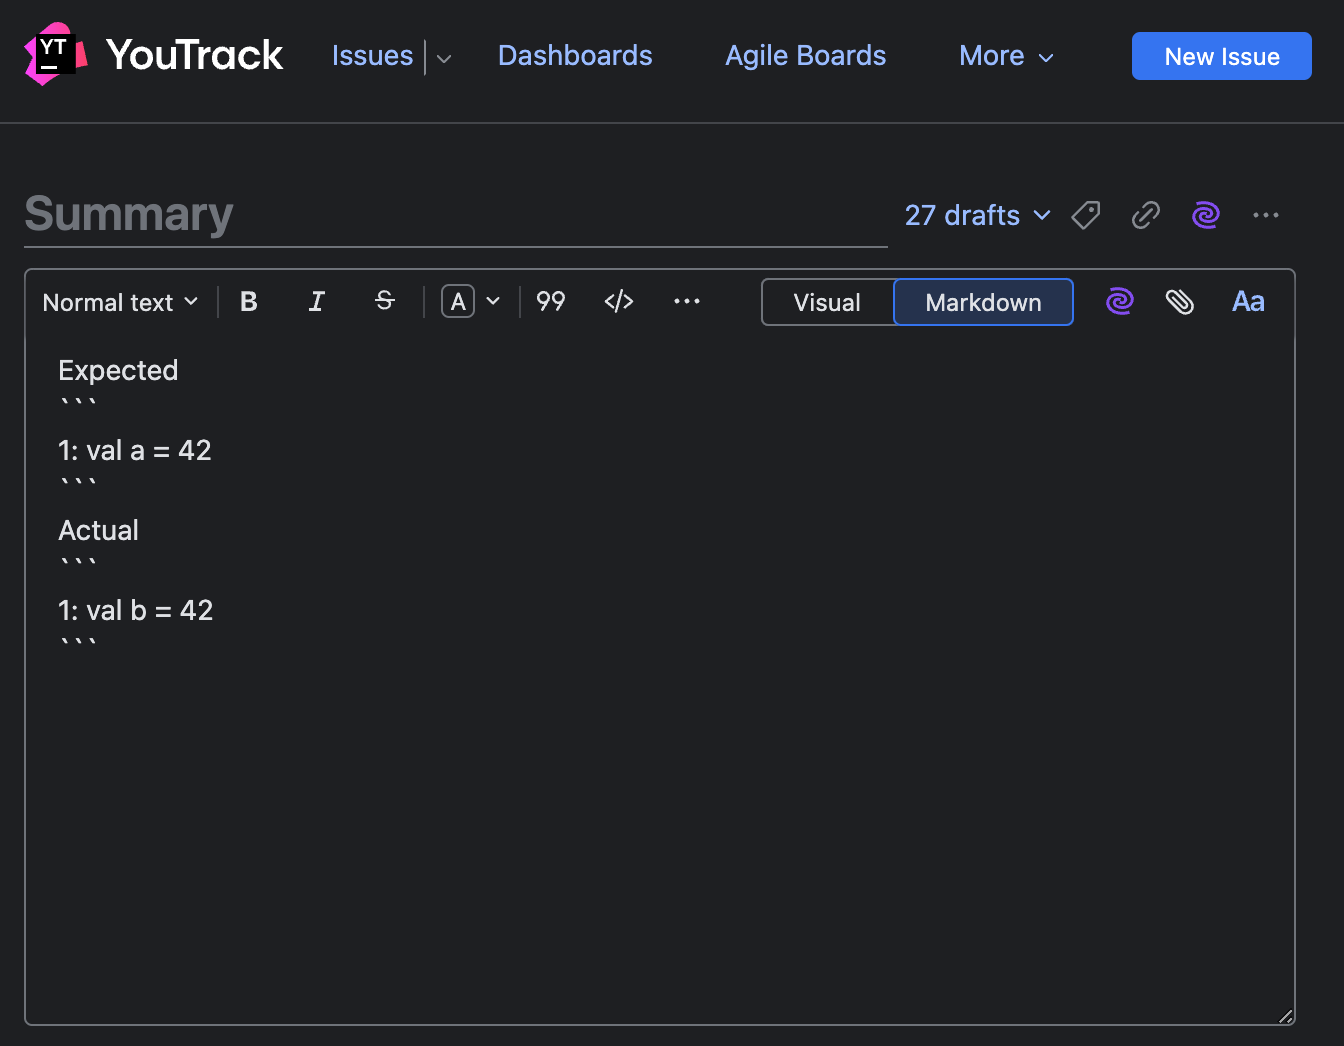 YT YouTrack Issues Dashboards Agile Boards More New Issue
Summary 27 drafts
Normal text B I S A 99 </> ... Visual Markdown Aa
Expected
```
1: val a = 42
```
Actual
```
1: val b = 42
```